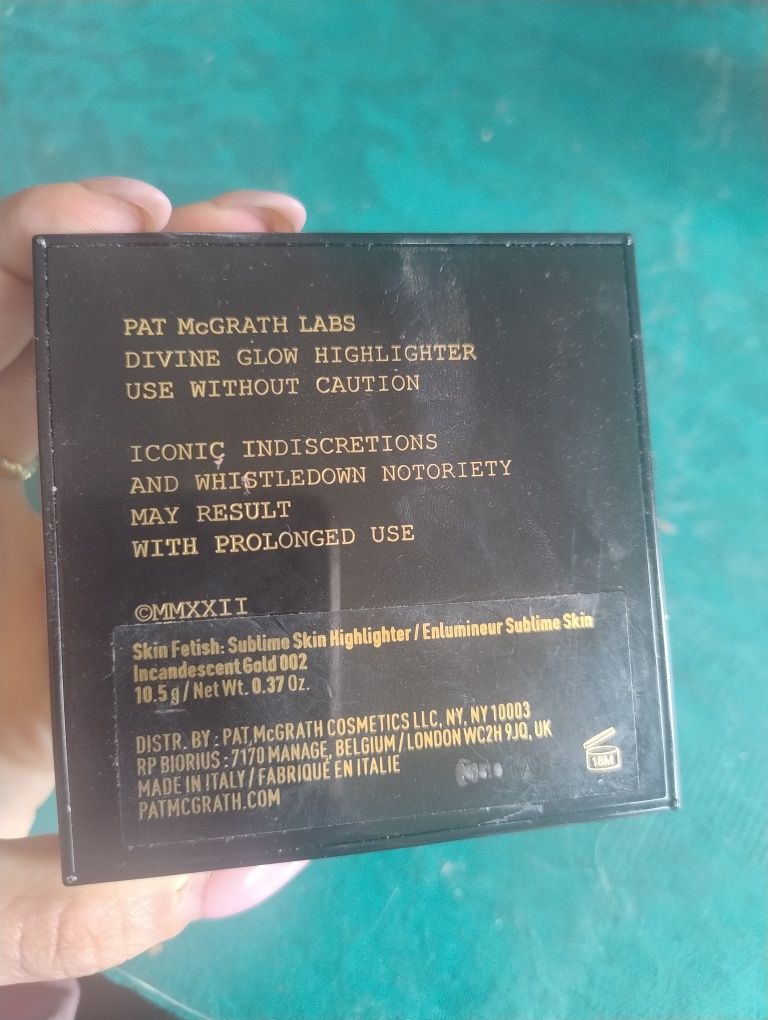 PAT McGRATH LABS
DIVINE GLOW HIGHLIGHTER
USE WITHOUT CAUTION
ICONIC INDISCRETIONS
AND WHISTLEDOWN NOTORIETY
MAY RESULT
WITH PROLONGED USE
©MMXXII
Skin Fetish: Sublime Skin Highlighter / Enlumineur Sublime Skin
Incandescent Gold 002
10.5 g / Net Wt. 0.37 Oz.
DISTR. BY : PAT McGRATH COSMETICS LLC, NY, NY 10003
RP BIORIUS : 7170 MANAGE, BELGIUM / LONDON WC2H 9JQ, UK
MADE IN ITALY / FABRIQUÉ EN ITALIE
PATMCGRATH.COM
18M